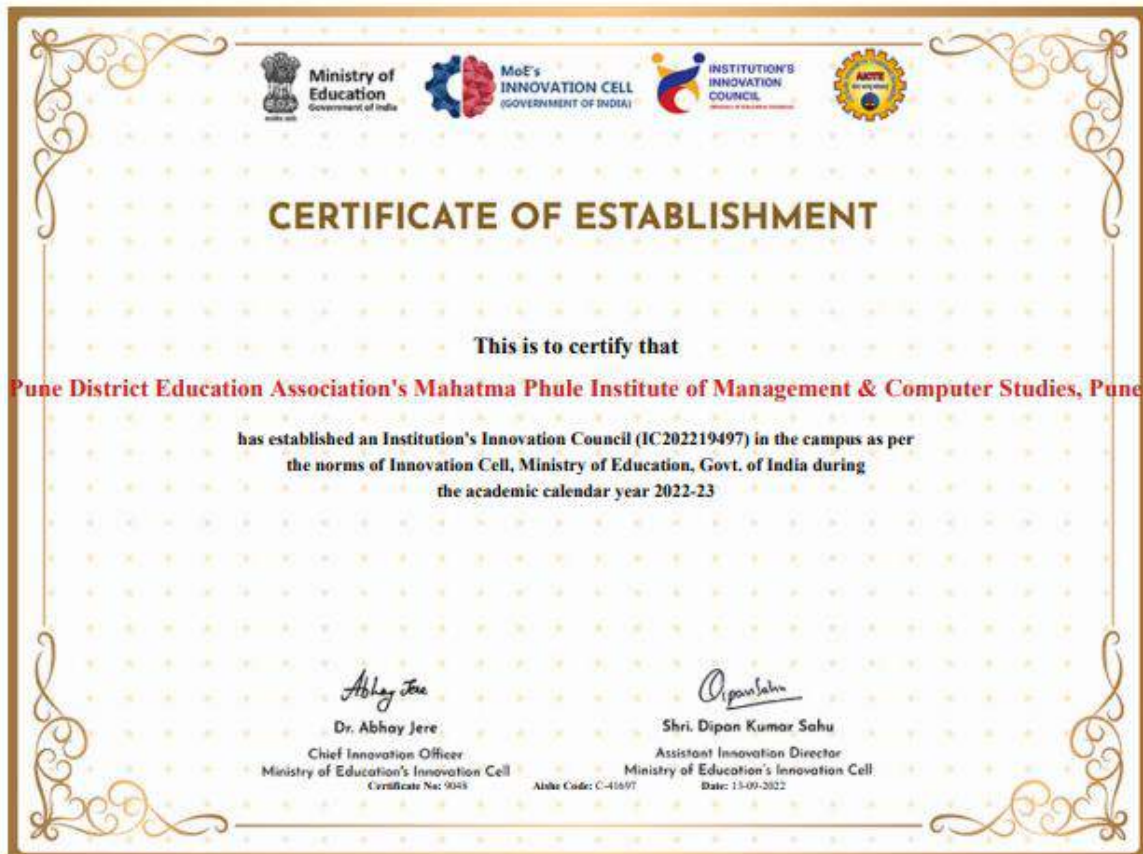 Ministry of
Education
Government of India
MoE's
INNOVATION CELL
(GOVERNMENT OF INDIA)
INSTITUTION'S
INNOVATION
COUNCIL
AICTE
CERTIFICATE OF ESTABLISHMENT
This is to certify that
Pune District Education Association's Mahatma Phule Institute of Management & Computer Studies, Pune
has established an Institution's Innovation Council (IC202219497) in the campus as per
the norms of Innovation Cell, Ministry of Education, Govt. of India during
the academic calendar year 2022-23
Abhay Jere
Dipan Sahu
Dr. Abhay Jere
Shri. Dipan Kumar Sahu
Chief Innovation Officer
Assistant Innovation Director
Ministry of Education's Innovation Cell
Ministry of Education's Innovation Cell
Certificate No: 9048
Aishe Code: C-41697
Date: 13-09-2022